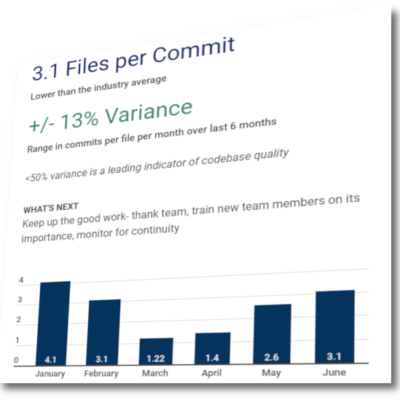 3.1 Files per Commit
Lower than the industry average
+/- 13% Variance
Range in commits per file per month over last 6 months
<50% variance is a leading indicator of codebase quality
WHAT'S NEXT
Keep up the good work- thank team, train new team members on its
importance, monitor for continuity
4
3
2
1
0
4.1 3.1 1.22 1.4 2.6 3.1
January February March April May June